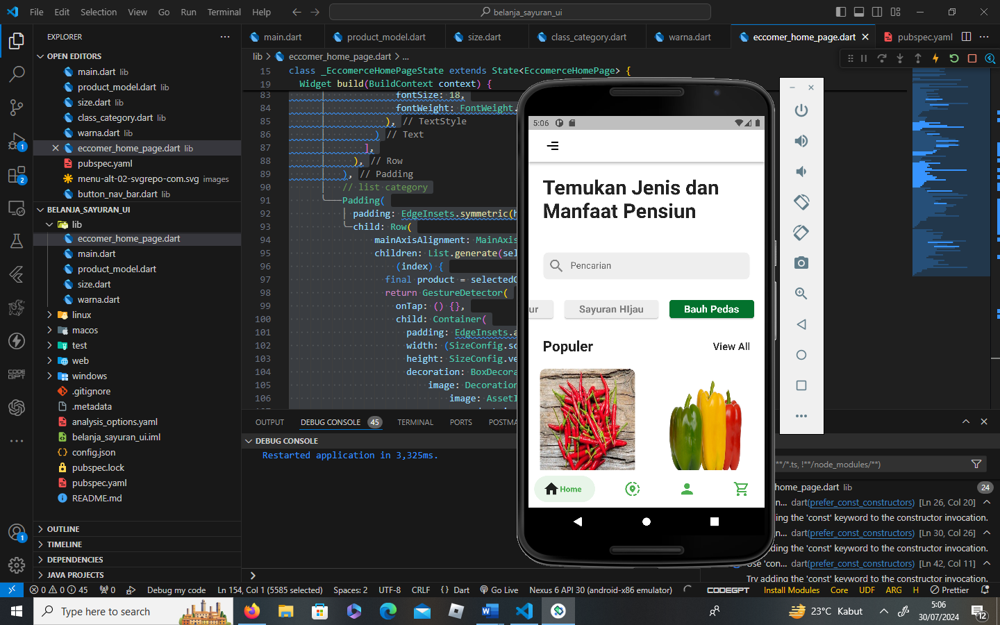 File Edit Selection View Go Run Terminal Help
belanja_sayuran_ui
EXPLORER
OPEN EDITORS
main.dart lib
product_model.dart lib
size.dart lib
class_category.dart lib
warna.dart lib
eccomer_home_page.dart lib
pubspec.yaml
menu-alt-02-svgrepo-com.svg images
button_nav_bar.dart lib
BELANJA_SAYURAN_UI
lib
eccomer_home_page.dart
main.dart
product_model.dart
size.dart
warna.dart
linux
macos
test
web
windows
.gitignore
.metadata
analysis_options.yaml
belanja_sayuran_ui.iml
config.json
pubspec.lock
pubspec.yaml
README.md
OUTLINE
TIMELINE
DEPENDENCIES
JAVA PROJECTS
1
2
CODE
GPT
1
main.dart product_model.dart size.dart class_category.dart warna.dart eccomer_home_page.dart pubspec.yaml
lib > eccomer_home_page.dart > ...
15 class _EccomerceHomePageState extends State<EccomerceHomePage> {
19 Widget build(BuildContext context) {
83 fontSize: 18,
84 fontWeight: FontWeight.
85 ), // TextStyle
86 ) // Text
87 ],
88 ), // Row
89 ), // Padding
90 // list category
91 Padding(
92 padding: EdgeInsets.symmetric(
93 child: Row(
94 mainAxisAlignment: MainAxis
95 children: List.generate(sel
96 (index) {
97 final product = selected
98 return GestureDetector(
99 onTap: () {},
100 child: Container(
101 padding: EdgeInsets.a
102 width: (SizeConfig.sc
103 height: SizeConfig.ve
104 decoration: BoxDecora
105 image: Decoration
106 image: AssetI
OUTPUT DEBUG CONSOLE 45 TERMINAL PORTS POSTMA
DEBUG CONSOLE
Restarted application in 3,325ms.
5:06
Temukan Jenis dan
Manfaat Pensiun
Pencarian
ur Sayuran HIjau Bauh Pedas
Populer View All
Home
**/*.ts, !**/node_modules/**)
home_page.dart lib 24
n... dart(prefer_const_constructors) [Ln 26, Col 20]
ling the 'const' keyword to the constructor invocation.
n... dart(prefer_const_constructors) [Ln 30, Col 26]
ling the 'const' keyword to the constructor invocation.
Use 'con... dart(prefer_const_constructors) [Ln 42, Col 11]
Try adding the 'const' keyword to the constructor invocation.
0 0 45 0 Debug my code Ln 154, Col 1 (5585 selected) Spaces: 2 UTF-8 CRLF {} Dart Go Live Nexus 6 API 30 (android-x86 emulator) CODEGPT Install Modules Core UDF ARG H Prettier
Type here to search
23°C Kabut
5:06
30/07/2024
12